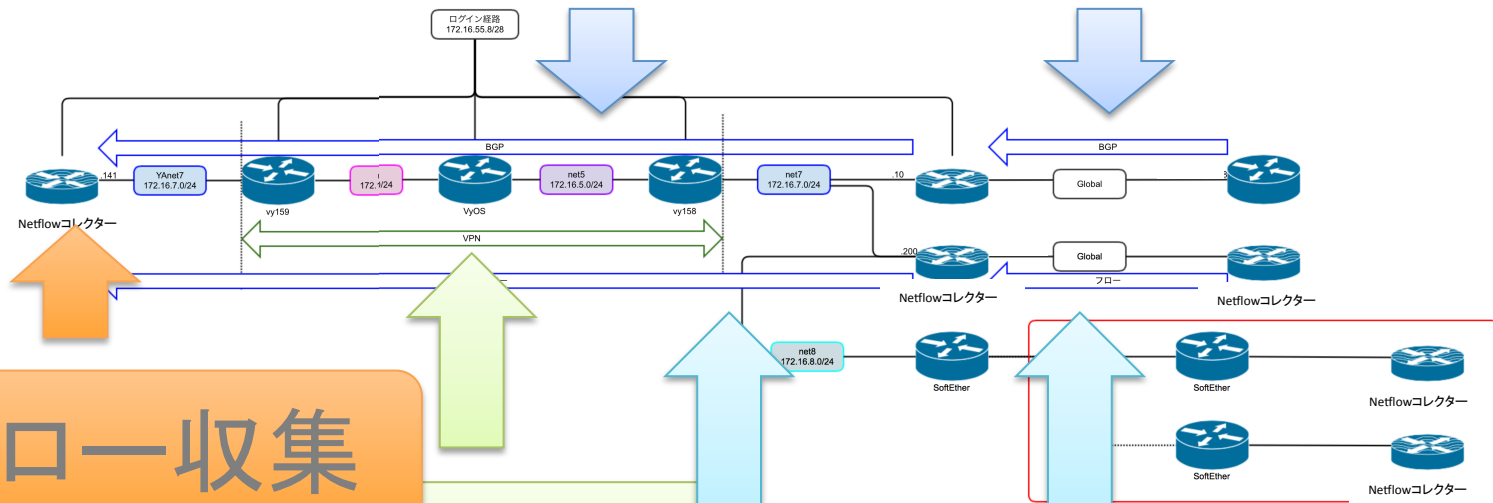 ログイン経路
172.16.55.8/28
BGP
BGP
.141
YAnet7
172.16.7.0/24
172.1/24
net5
172.16.5.0/24
net7
172.16.7.0/24
.10
Global
Netflowコレクター
vy159
VyOS
vy158
VPN
.200
Global
フロー
Netflowコレクター
Netflowコレクター
net8
172.16.8.0/24
SoftEther
SoftEther
Netflowコレクター
ロー収集
SoftEther
Netflowコレクター